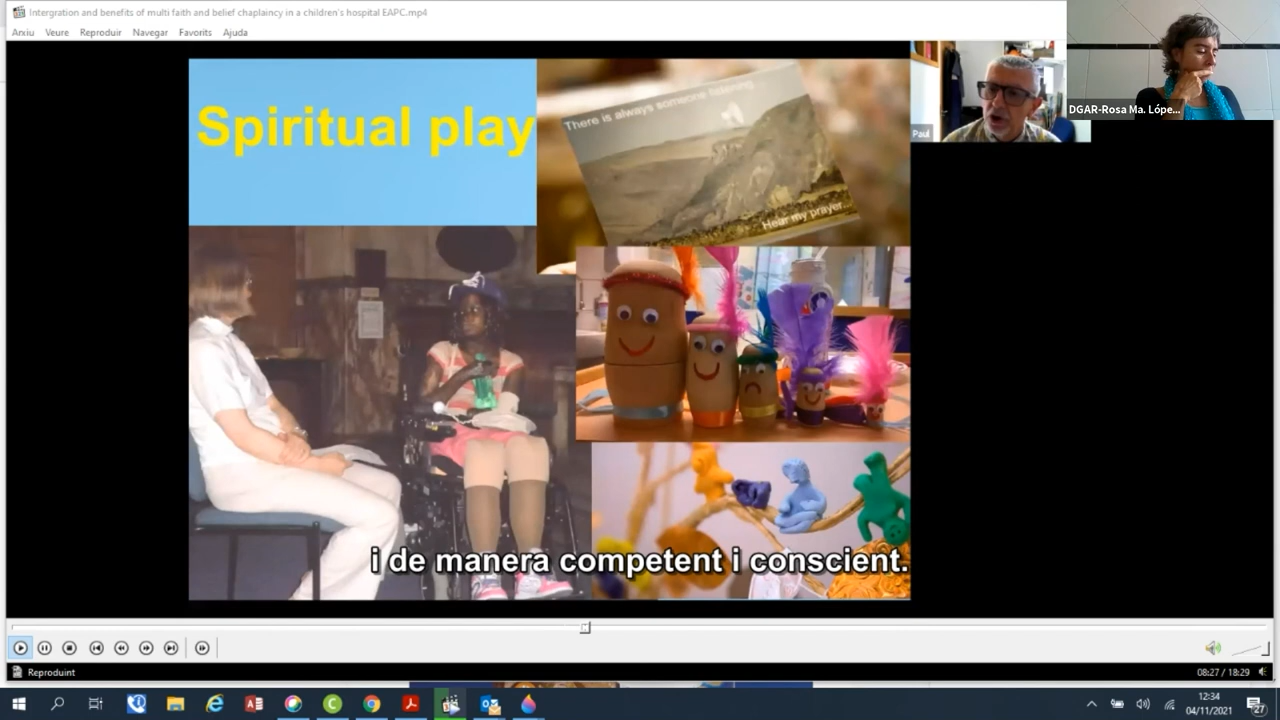 Intergration and benefits of multi faith and belief chaplaincy in a children's hospital EAPC.mp4
Arxiu Veure Reproduir Navegar Favorits Ajuda
Spiritual play
There is always someone listening
Hear my prayer...
Paul
DGAR-Rosa Ma. Lópe...
i de manera competent i conscient.
Reproduint
08:27 / 18:29
12:34
04/11/2021
27